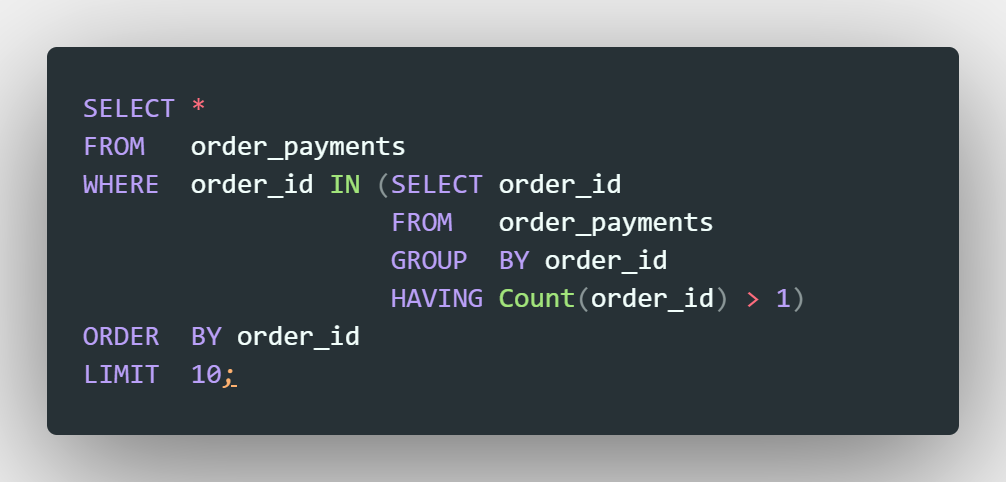 SELECT *
FROM   order_payments
WHERE  order_id IN (SELECT order_id
                    FROM   order_payments
                    GROUP  BY order_id
                    HAVING Count(order_id) > 1)
ORDER  BY order_id
LIMIT  10;